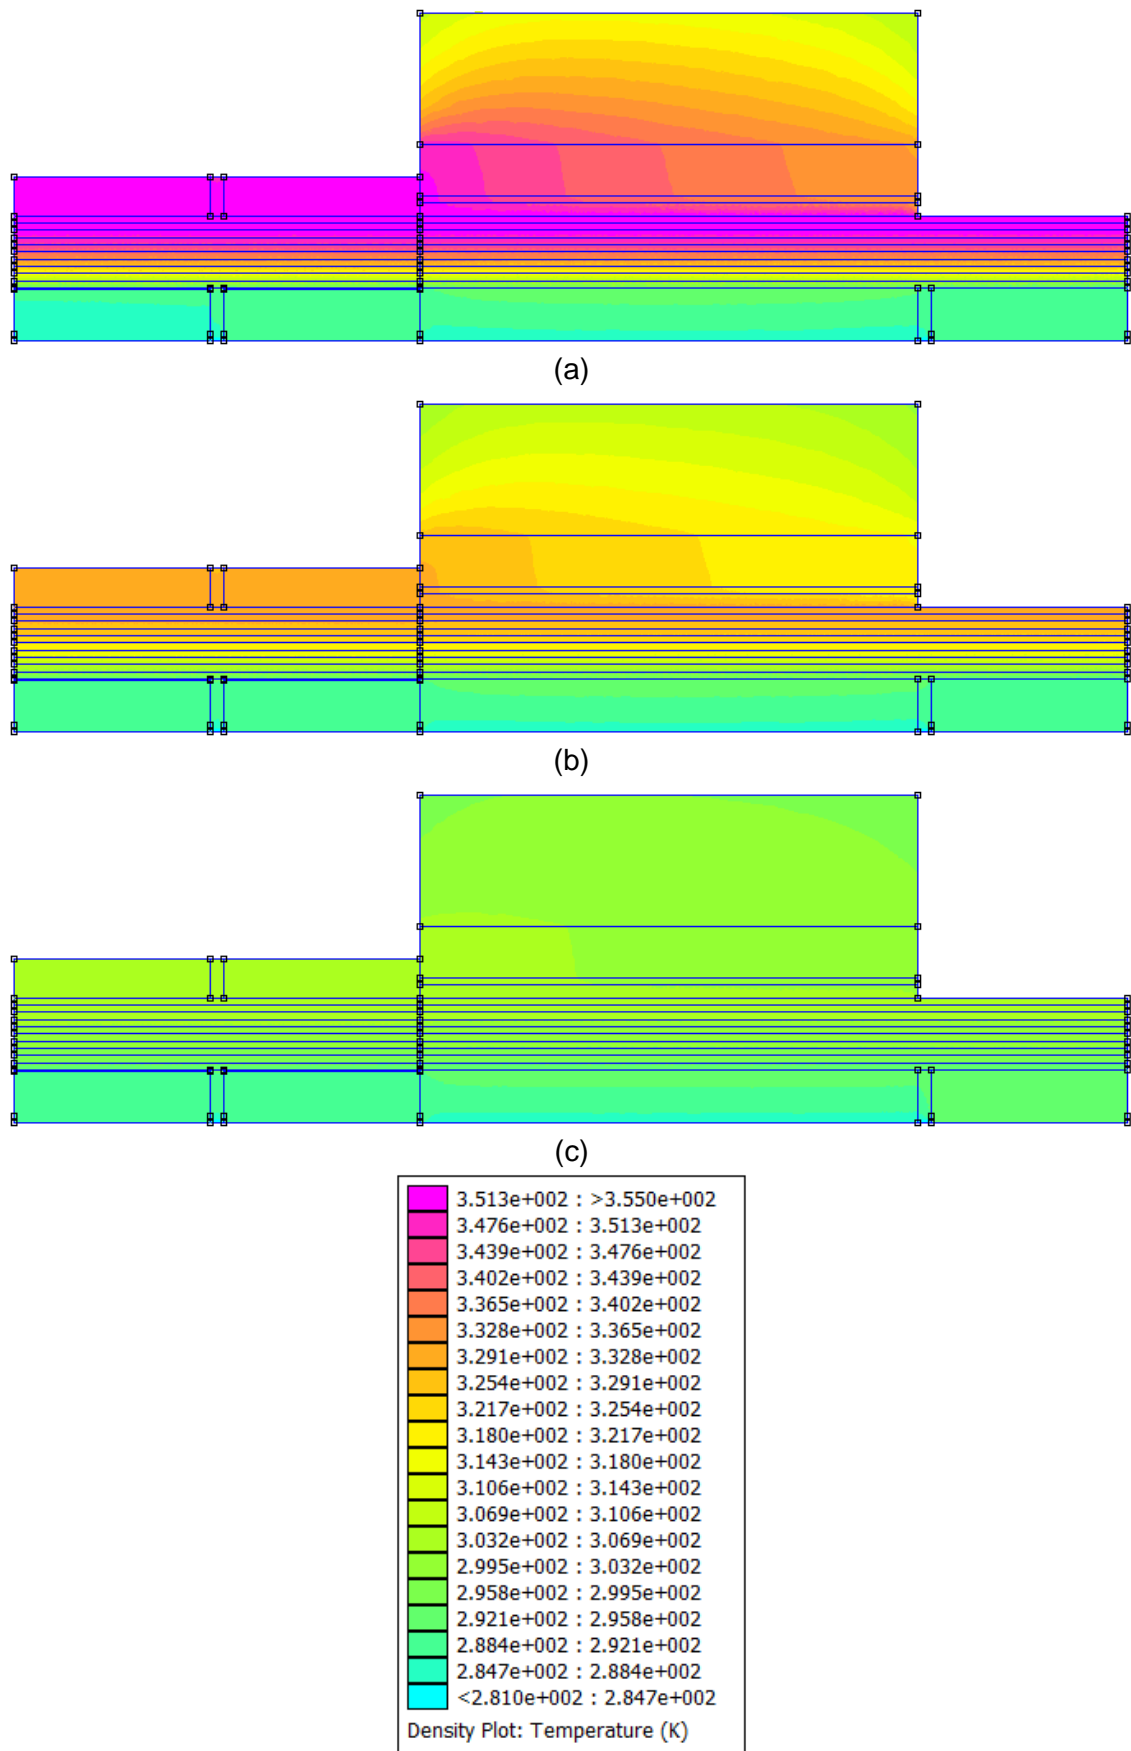 (a)
(b)
(c)
3.513e+002 : >3.550e+002
3.476e+002 : 3.513e+002
3.439e+002 : 3.476e+002
3.402e+002 : 3.439e+002
3.365e+002 : 3.402e+002
3.328e+002 : 3.365e+002
3.291e+002 : 3.328e+002
3.254e+002 : 3.291e+002
3.217e+002 : 3.254e+002
3.180e+002 : 3.217e+002
3.143e+002 : 3.180e+002
3.106e+002 : 3.143e+002
3.069e+002 : 3.106e+002
3.032e+002 : 3.069e+002
2.995e+002 : 3.032e+002
2.958e+002 : 2.995e+002
2.921e+002 : 2.958e+002
2.884e+002 : 2.921e+002
2.847e+002 : 2.884e+002
<2.810e+002 : 2.847e+002
Density Plot: Temperature (K)